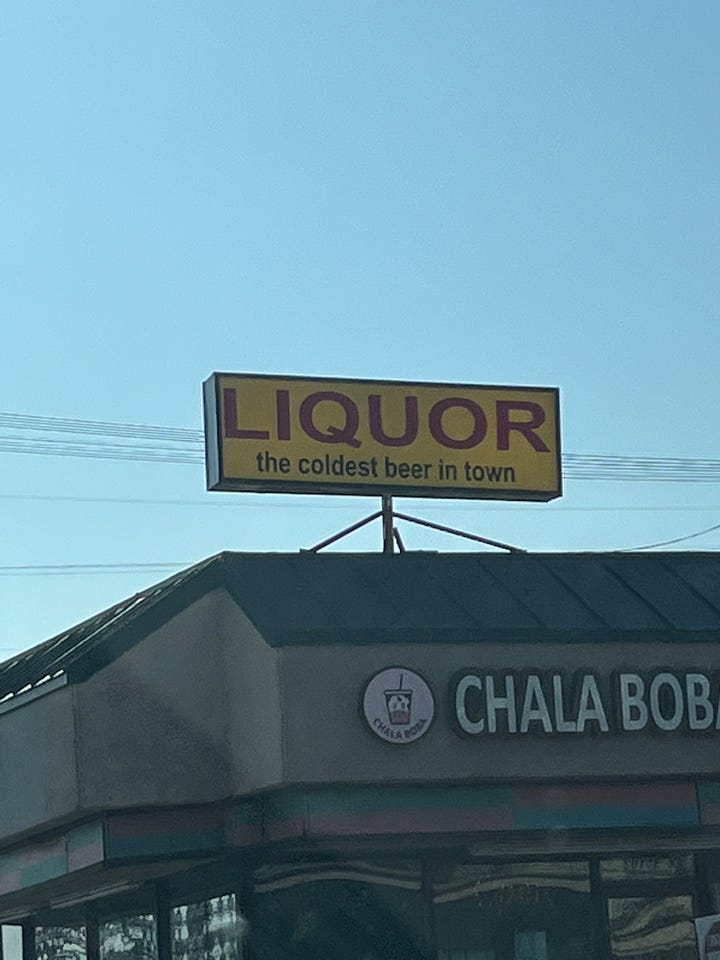 LIQUOR
the coldest beer in town
CHALA BOBA
CHALA BOBA